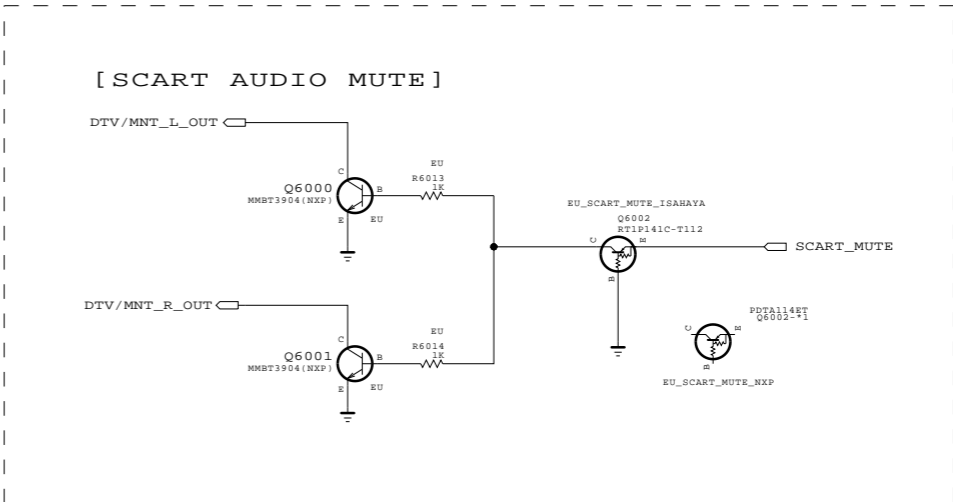 [SCART AUDIO MUTE]
DTV/MNT_L_OUT
C
Q6000
MMBT3904(NXP)
B
E
EU
EU
R6013
1K
EU_SCART_MUTE_ISAHAYA
Q6002
RT1P141C-T112
C
E
B
SCART_MUTE
DTV/MNT_R_OUT
C
Q6001
MMBT3904(NXP)
B
E
EU
EU
R6014
1K
PDTA114ET
Q6002-*1
C
E
B
EU_SCART_MUTE_NXP